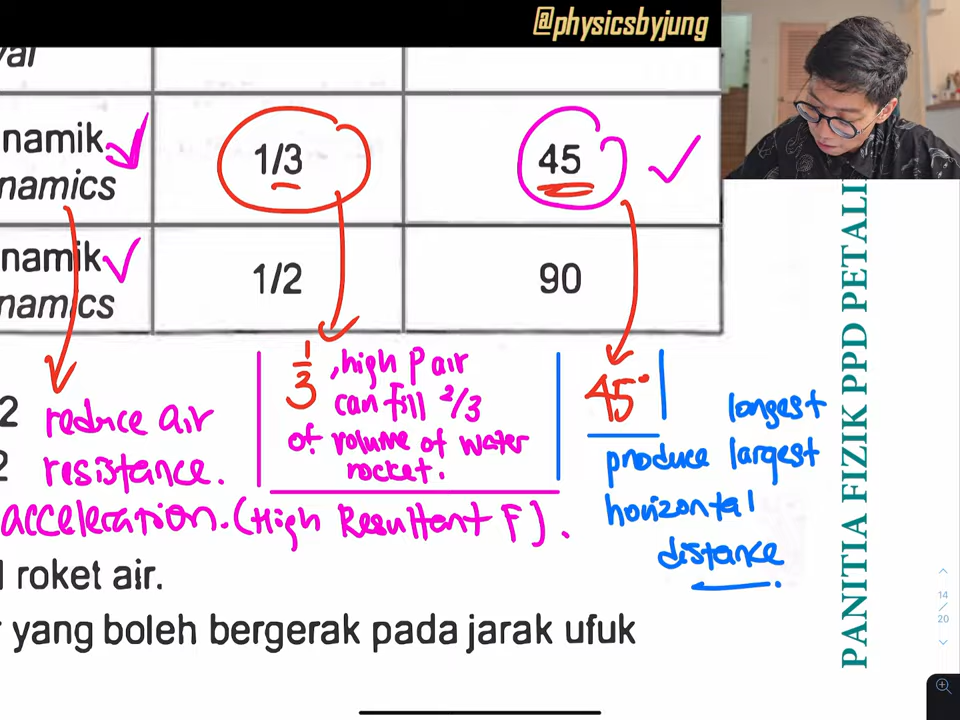 @physicsbyjung
val
namik
namics
1/3
45
namik
namics
1/2
90
2 reduce air
2 resistance.
1/3, high P air
can fill 2/3
of volume of water
rocket.
45°
longest
produce largest
horizontal
distance
acceleration. (High Resultant F).
l roket air.
r yang boleh bergerak pada jarak ufuk
PANITIA FIZIK PPD PETALI
14
/
20